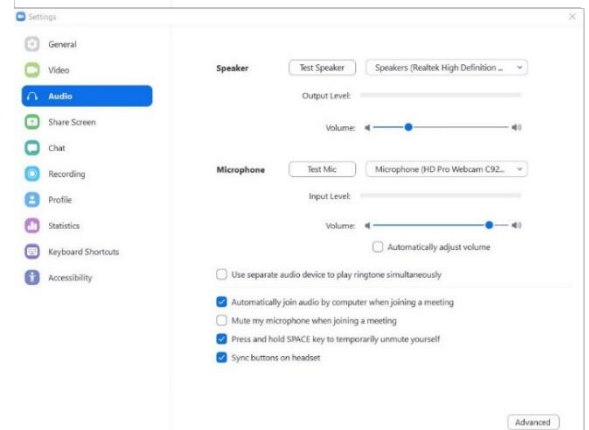 Settings
General
Video
Audio
Share Screen
Chat
Recording
Profile
Statistics
Keyboard Shortcuts
Accessibility
Speaker Test Speaker Speakers (Realtek High Definition ...
Output Level:
Volume:
Microphone Test Mic Microphone (HD Pro Webcam C92...
Input Level:
Volume:
Automatically adjust volume
Use separate audio device to play ringtone simultaneously
Automatically join audio by computer when joining a meeting
Mute my microphone when joining a meeting
Press and hold SPACE key to temporarily unmute yourself
Sync buttons on headset
Advanced